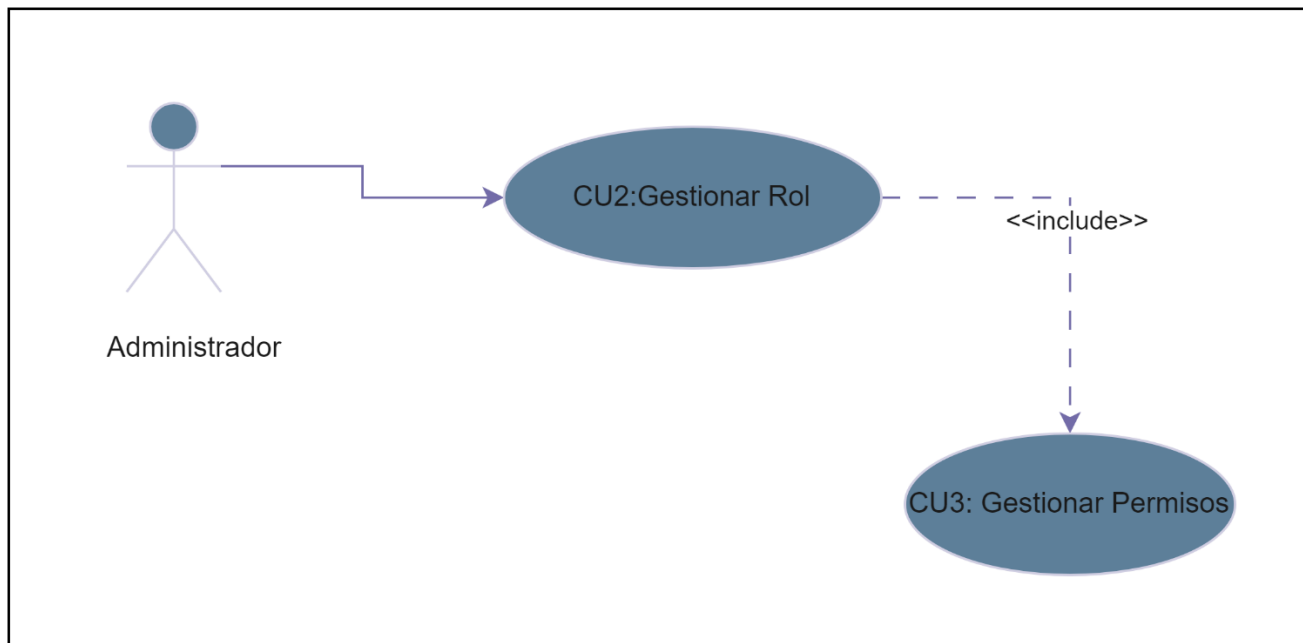 CU2:Gestionar Rol
<<include>>
Administrador
CU3: Gestionar Permisos